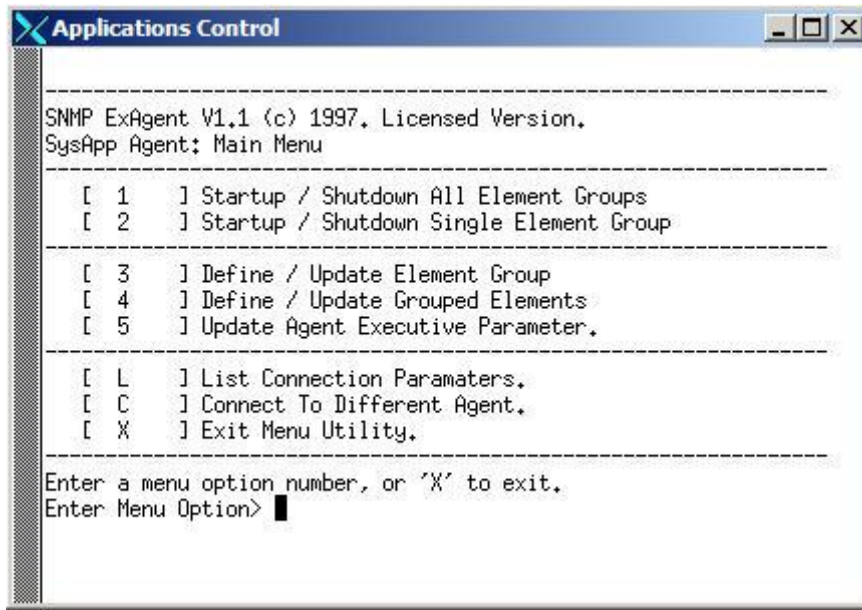 Applications Control
SNMP ExAgent V1.1 (c) 1997. Licensed Version.
SysApp Agent: Main Menu
[ 1 ] Startup / Shutdown All Element Groups
[ 2 ] Startup / Shutdown Single Element Group
[ 3 ] Define / Update Element Group
[ 4 ] Define / Update Grouped Elements
[ 5 ] Update Agent Executive Parameter.
[ L ] List Connection Paramaters.
[ C ] Connect To Different Agent.
[ X ] Exit Menu Utility.
Enter a menu option number, or 'X' to exit.
Enter Menu Option>